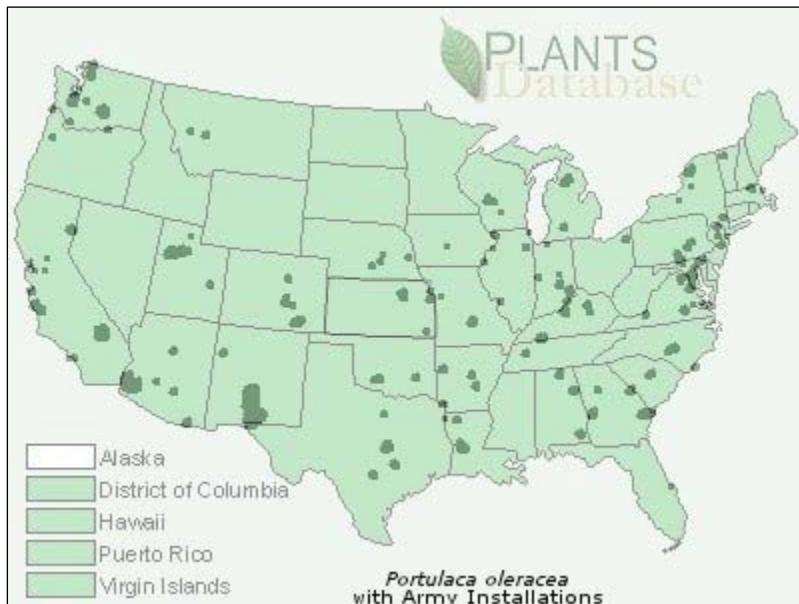 PLANTS
Database
Alaska
District of Columbia
Hawaii
Puerto Rico
Virgin Islands
Portulaca oleracea
with Army Installations